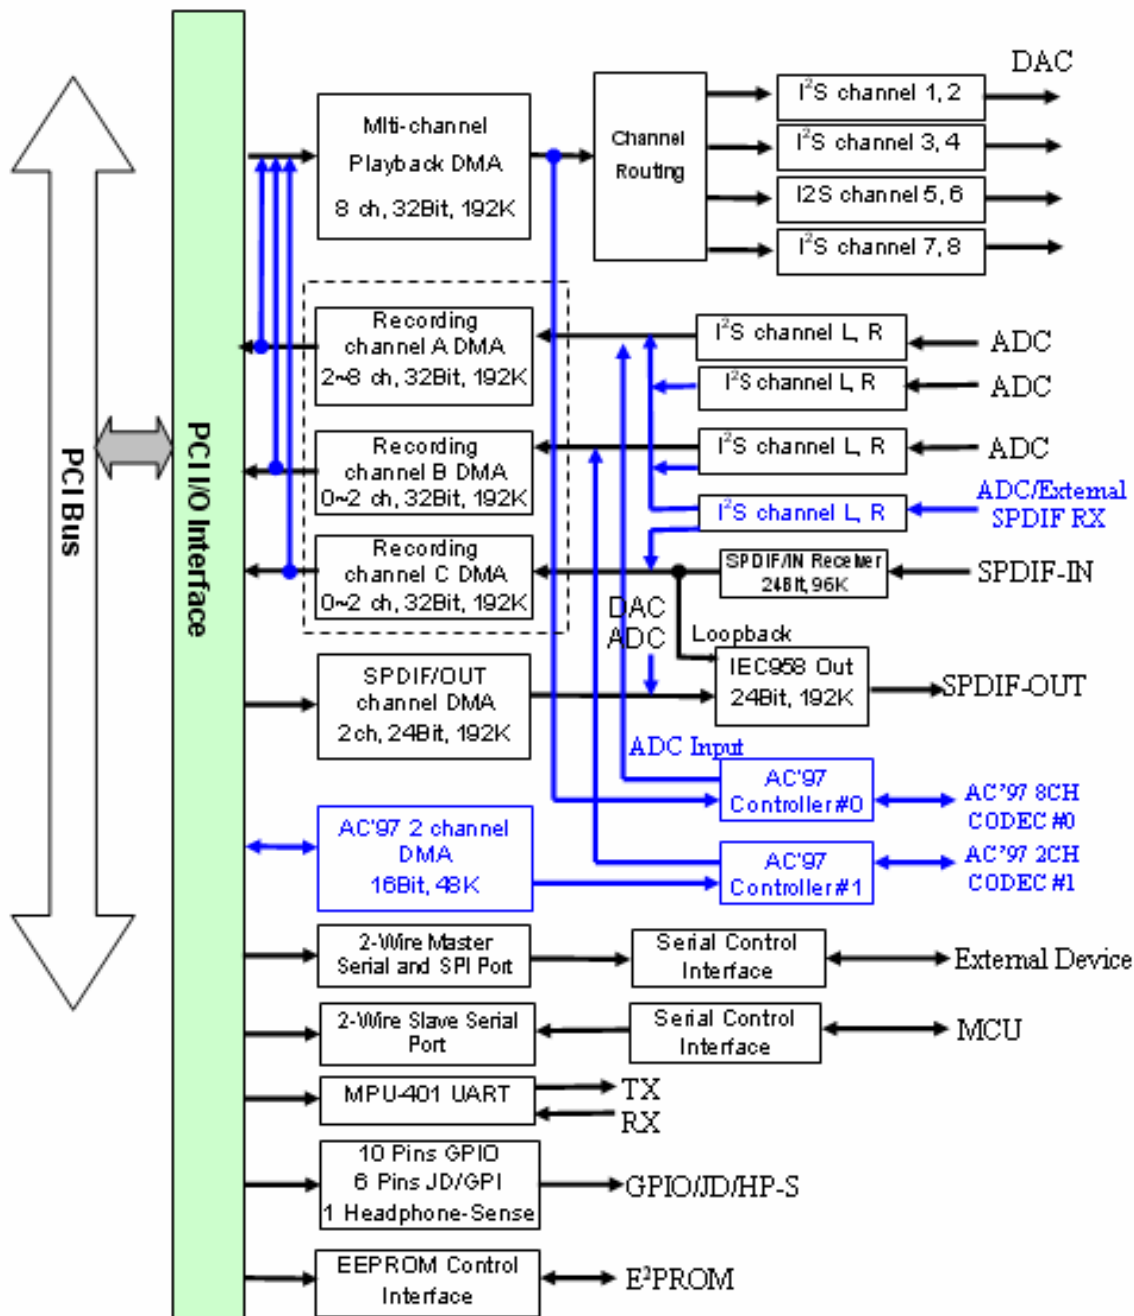 PCI Bus
PCI I/O Interface
Mlti-channel
Playback DMA
8 ch, 32Bit, 192K
Channel
Routing
DAC
I²S channel 1, 2
I²S channel 3, 4
I2S channel 5, 6
I²S channel 7, 8
Recording
channel A DMA
2~8 ch, 32Bit, 192K
I²S channel L, R
ADC
I²S channel L, R
ADC
Recording
channel B DMA
0~2 ch, 32Bit, 192K
I²S channel L, R
ADC
I²S channel L, R
ADC/External
SPDIF RX
Recording
channel C DMA
0~2 ch, 32Bit, 192K
SPDIF/IN Receiver
24Bit, 96K
SPDIF-IN
DAC
ADC
Loopback
SPDIF/OUT
channel DMA
2ch, 24Bit, 192K
IEC958 Out
24Bit, 192K
SPDIF-OUT
ADC Input
AC'97
Controller#0
AC'97 8CH
CODEC #0
AC'97 2 channel
DMA
16Bit, 48K
AC'97
Controller#1
AC'97 2CH
CODEC #1
2-Wire Master
Serial and SPI Port
Serial Control
Interface
External Device
2-Wire Slave Serial
Port
Serial Control
Interface
MCU
MPU-401 UART
TX
RX
10 Pins GPIO
6 Pins JD/GPI
1 Headphone-Sense
GPIO/JD/HP-S
EEPROM Control
Interface
E²PROM